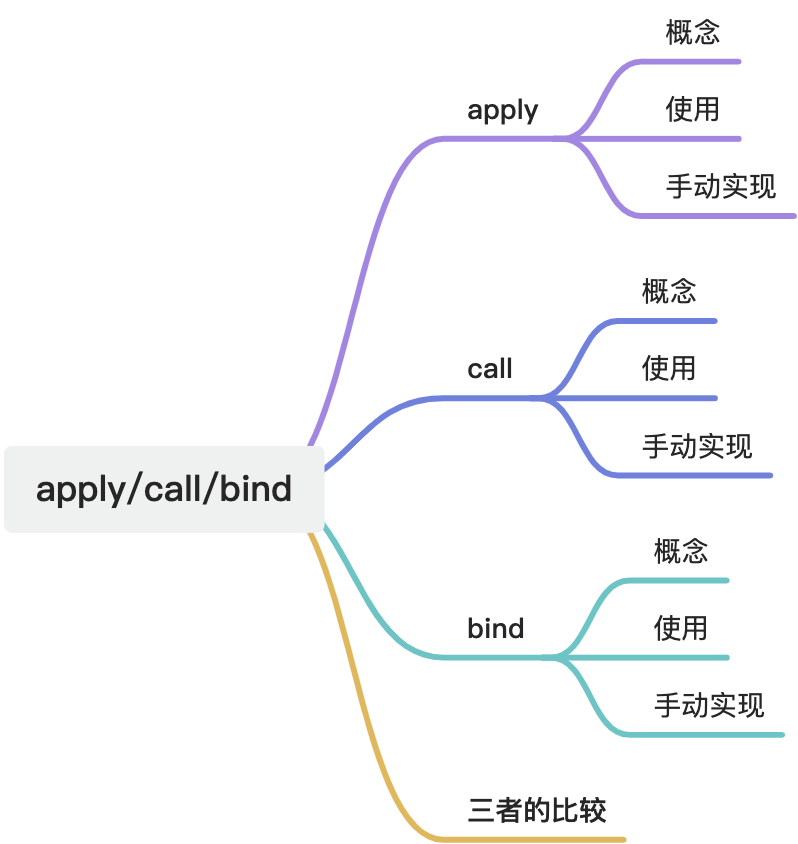 apply/call/bind
apply
概念
使用
手动实现
call
概念
使用
手动实现
bind
概念
使用
手动实现
三者的比较